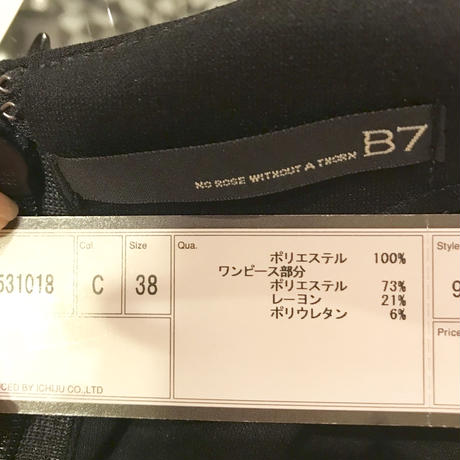 B7
NO ROSE WITHOUT A THORN
Col. Size Qua. Style
531018 C 38
ポリエステル 100%
ワンピース部分
ポリエステル 73%
レーヨン 21%
ポリウレタン 6%
9
Price
CED BY ICHIJU CO.,LTD